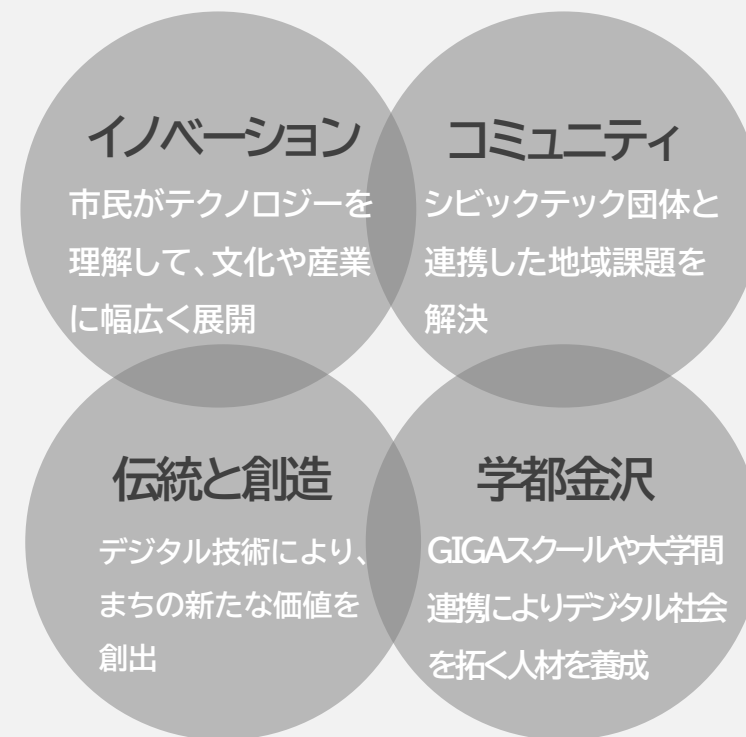 イノベーション
市民がテクノロジーを
理解して、文化や産業
に幅広く展開
コミュニティ
シビックテック団体と
連携した地域課題を
解決
伝統と創造
デジタル技術により、
まちの新たな価値を
創出
学都金沢
GIGAスクールや大学間
連携によりデジタル社会
を拓く人材を養成